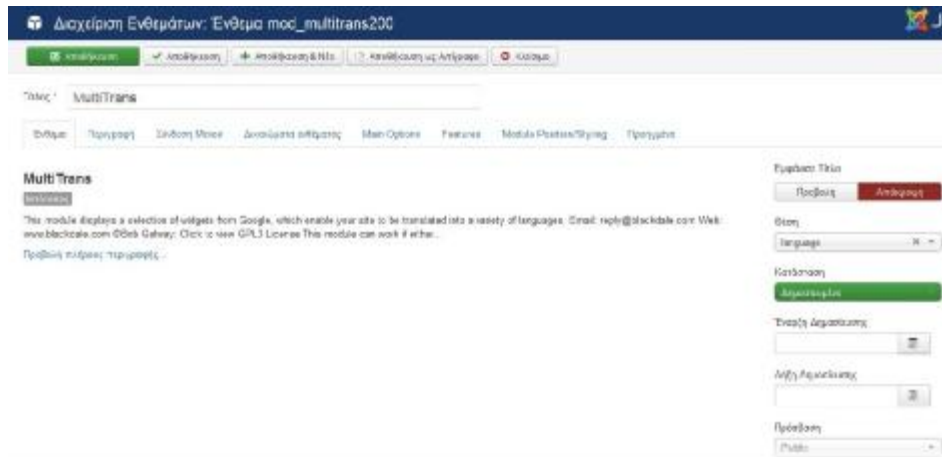 Διαχείριση Ενθεμάτων: Ένθεμα mod_multitrans200
Αποθήκευση Αποθήκευση Αποθήκευση & Νέο Αποθήκευση ως Αντίγραφο Κλείσιμο
Τίτλος * MultiTrans
Ένθεμα Περιγραφή Σύνδεση Μενού Δικαιώματα ενθέματος Main Options Features Module Position/Styling Προηγμένα
Εμφάνιση Τίτλου
MultiTrans
Προβολή Απόκρυψη
This module displays a selection of widgets from Google, which enable your site to be translated into a variety of languages. Email: reply@blackdale.com Web:
www.blackdale.com ©Bob Galway: Click to view GPL3 License This module can work if either...
Θέση
language
Προβολή πλήρους περιγραφής...
Κατάσταση
Δημοσιευμένο
Έναρξη Δημοσίευσης
Λήξη Δημοσίευσης
Πρόσβαση
Public